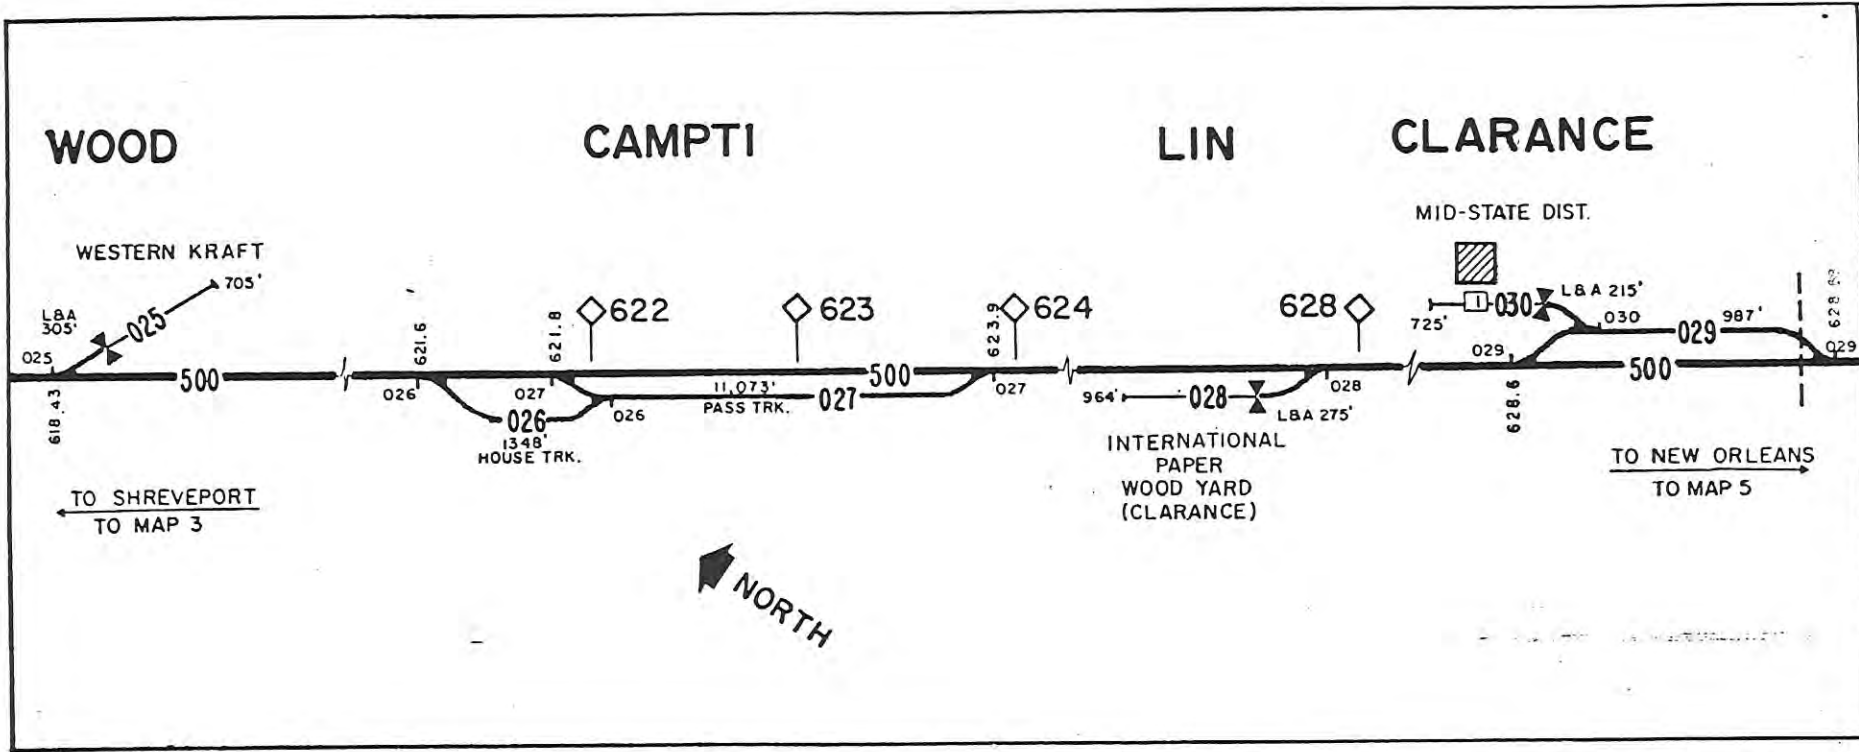 WOOD
CAMPTI
LIN
CLARANCE
WESTERN KRAFT
705'
L&A
305'
025
025
618.43
500
TO SHREVEPORT
TO MAP 3
621.6
621.8
622
623
623.9
624
026
027
026
026
1348'
HOUSE TRK.
11,073'
PASS TRK.
027
500
027
628
964'
028
L&A 275'
028
INTERNATIONAL
PAPER
WOOD YARD
(CLARANCE)
MID-STATE DIST.
1
725'
030
L&A 215'
030
029
987'
029
029
500
628.6
TO NEW ORLEANS
TO MAP 5
NORTH